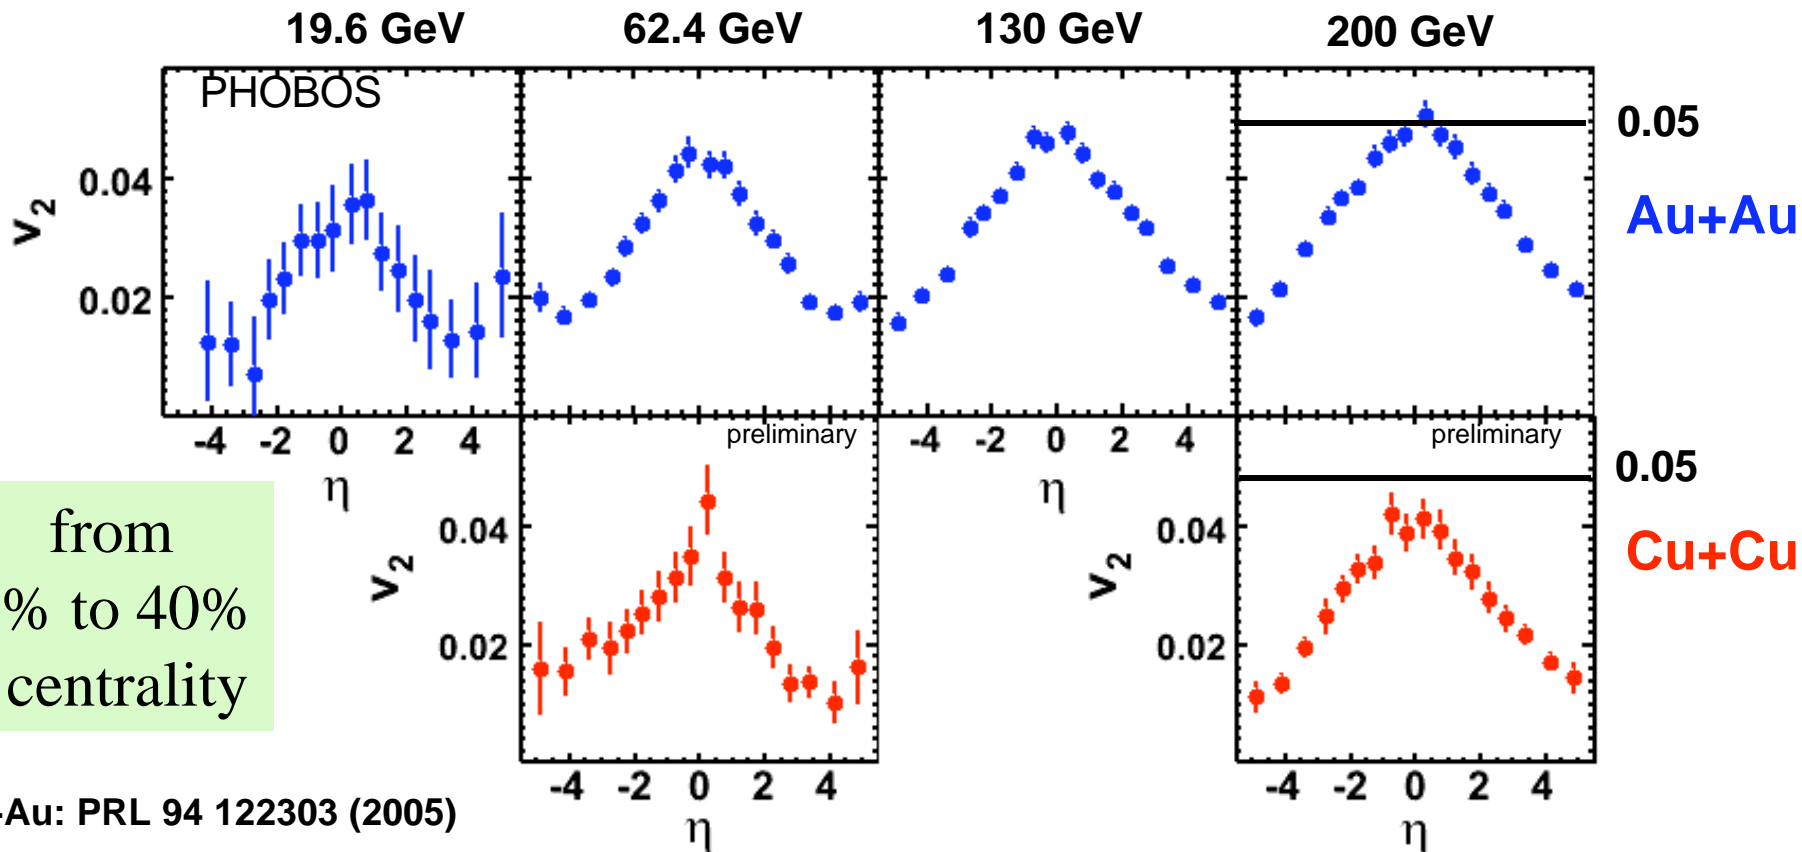 19.6 GeV 62.4 GeV 130 GeV 200 GeV
PHOBOS
0.05
v2 0.04
0.02
Au+Au
-4 -2 0 2 4
η
-4 -2 0 2 4
η
preliminary
preliminary
0.05
v2 0.04
0.02
v2 0.04
0.02
Cu+Cu
from
% to 40%
centrality
-4 -2 0 2 4
η
-4 -2 0 2 4
η
-Au: PRL 94 122303 (2005)